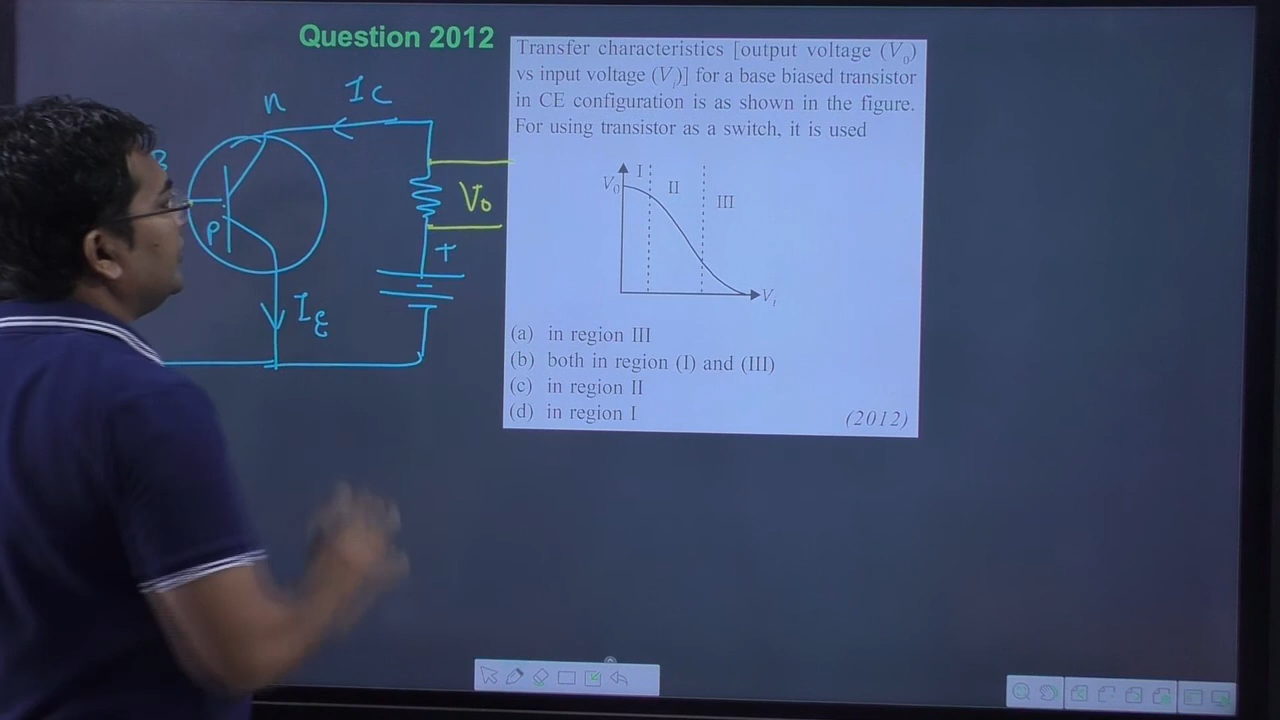 Question 2012
Transfer characteristics [output voltage (V₀)
vs input voltage (Vᵢ)] for a base biased transistor
in CE configuration is as shown in the figure.
For using transistor as a switch, it is used
V₀
I
II
III
Vᵢ
(a) in region III
(b) both in region (I) and (III)
(c) in region II
(d) in region I
(2012)
n
I_C
P
V₀
+
I_E